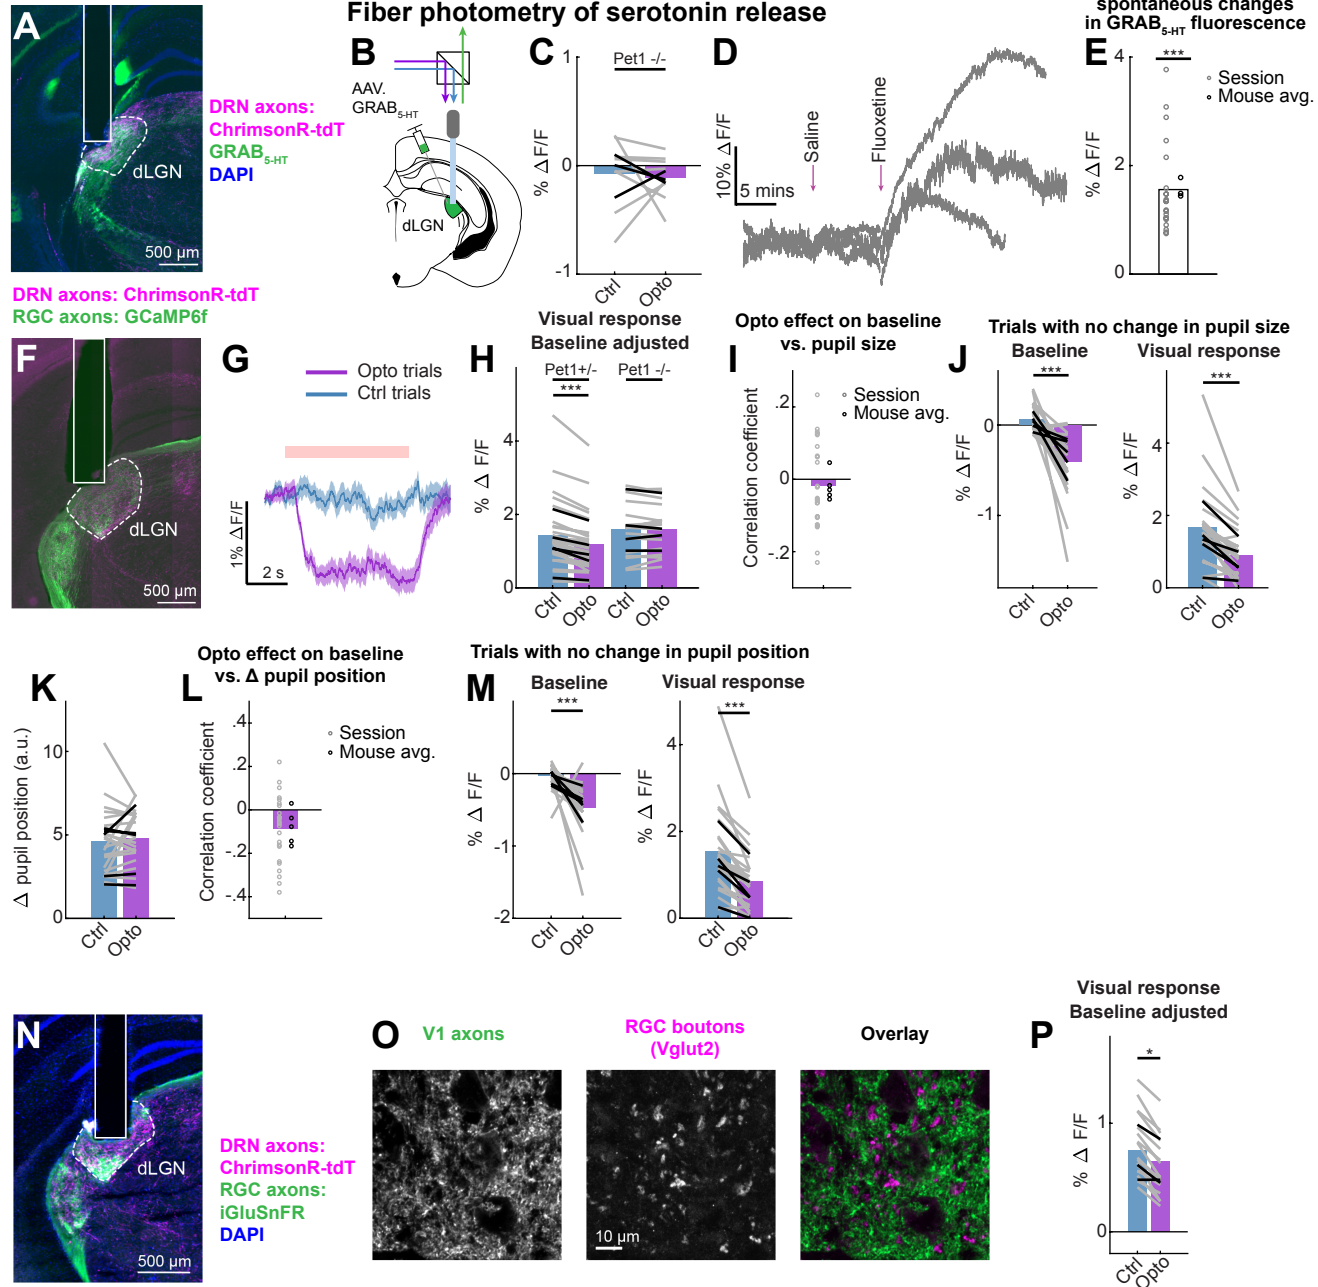 Fiber photometry of serotonin release
A
dLGN
500 µm
DRN axons:
ChrimsonR-tdT
GRAB5-HT
DAPI
B
AAV.
GRAB5-HT
dLGN
C
Pet1 -/-
% Δ F/F
1
0
-1
Ctrl
Opto
D
10% Δ F/F
5 mins
Saline
Fluoxetine
spontaneous changes
in GRAB5-HT fluorescence
E
***
Session
Mouse avg.
% Δ F/F
4
2
0
DRN axons: ChrimsonR-tdT
RGC axons: GCaMP6f
F
dLGN
500 µm
G
Opto trials
Ctrl trials
1% Δ F/F
2 s
Visual response
Baseline adjusted
H
Pet1+/-
Pet1 -/-
***
% Δ F/F
4
2
0
Ctrl
Opto
Ctrl
Opto
Opto effect on baseline
vs. pupil size
I
Session
Mouse avg.
Correlation coefficient
.2
0
-.2
Trials with no change in pupil size
J
Baseline
***
% Δ F/F
0
-1
Ctrl
Opto
Visual response
***
% Δ F/F
4
2
0
Ctrl
Opto
K
Δ pupil position (a.u.)
10
5
0
Ctrl
Opto
Opto effect on baseline
vs. Δ pupil position
L
Session
Mouse avg.
Correlation coefficient
.4
.2
0
-.2
-.4
Trials with no change in pupil position
M
Baseline
***
% Δ F/F
0
-1
-2
Ctrl
Opto
Visual response
***
% Δ F/F
4
2
0
Ctrl
Opto
N
dLGN
500 µm
DRN axons:
ChrimsonR-tdT
RGC axons:
iGluSnFR
DAPI
O
V1 axons
RGC boutons
(Vglut2)
Overlay
10 µm
Visual response
Baseline adjusted
P
*
% Δ F/F
1
0
Ctrl
Opto